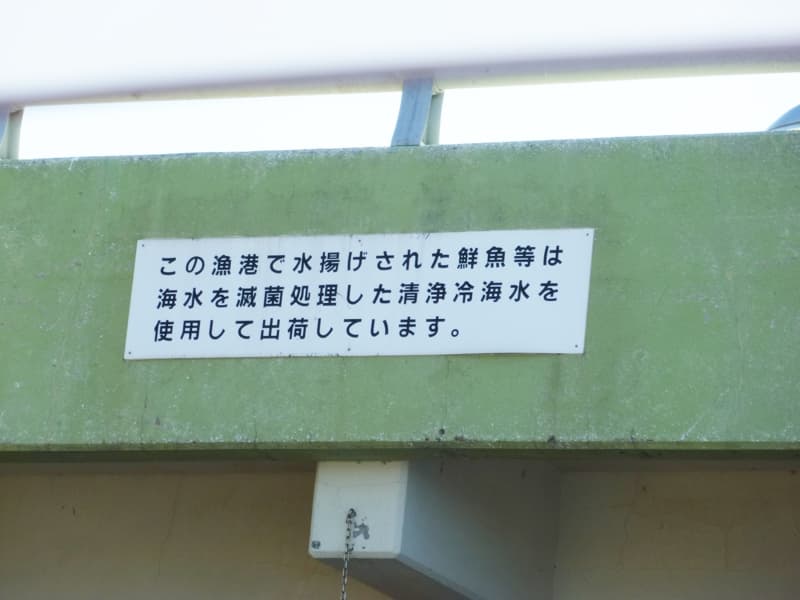 この漁港で水揚げされた鮮魚等は
海水を滅菌処理した清浄冷海水を
使用して出荷しています。